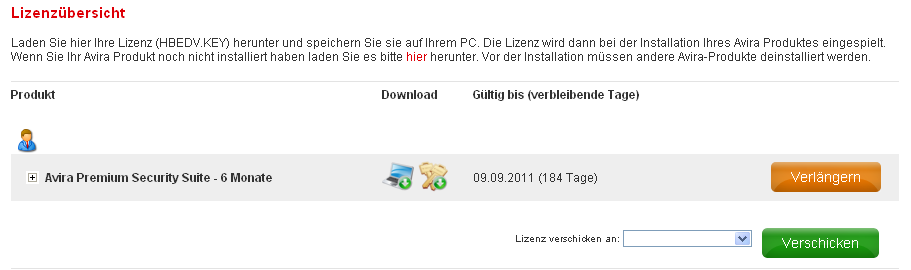 Lizenzübersicht
Laden Sie hier Ihre Lizenz (HBEDV.KEY) herunter und speichern Sie sie auf Ihrem PC. Die Lizenz wird dann bei der Installation Ihres Avira Produktes eingespielt.
Wenn Sie Ihr Avira Produkt noch nicht installiert haben laden Sie es bitte hier herunter. Vor der Installation müssen andere Avira-Produkte deinstalliert werden.
Produkt Download Gültig bis (verbleibende Tage)
Avira Premium Security Suite - 6 Monate 09.09.2011 (184 Tage) Verlängern
Lizenz verschicken an: Verschicken